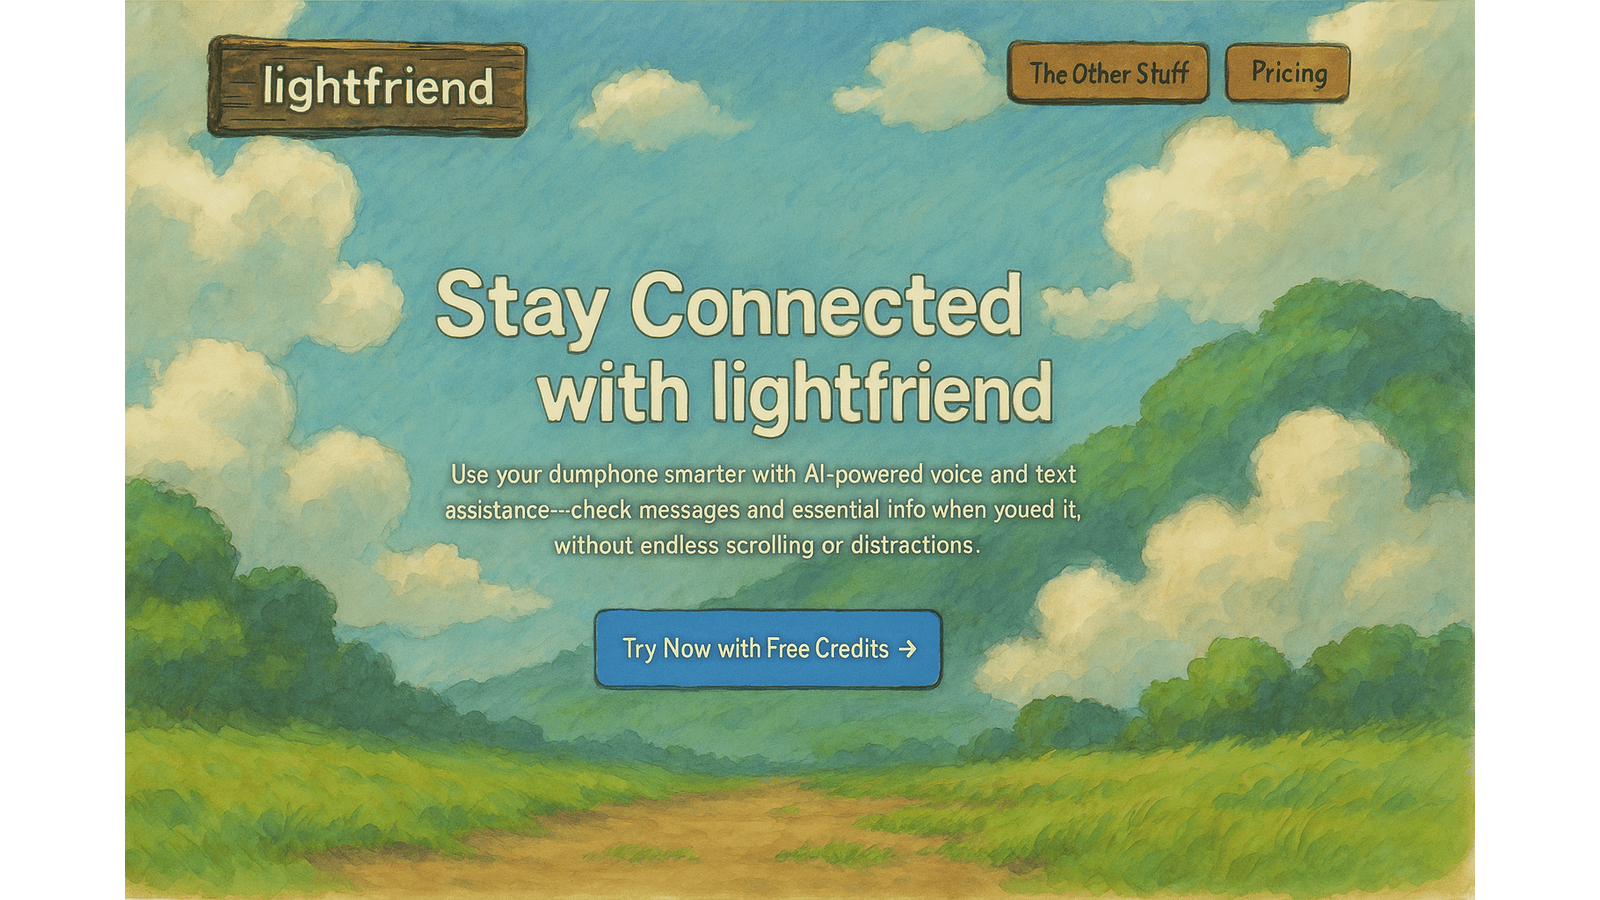 lightfriend
The Other Stuff
Pricing
Stay Connected
with lightfriend
Use your dumphone smarter with AI-powered voice and text
assistance---check messages and essential info when youed it,
without endless scrolling or distractions.
Try Now with Free Credits →